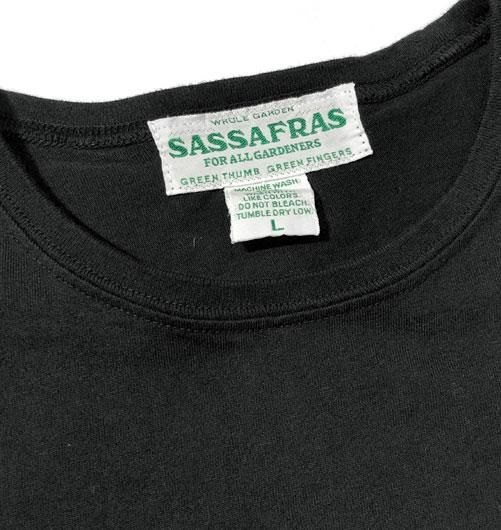 WHOLE GARDEN
SASSAFRAS
FOR ALL GARDENERS
GREEN THUMB GREEN FINGERS
MACHINE WASH
LIKE COLORS
DO NOT BLEACH
TUMBLE DRY LOW
L